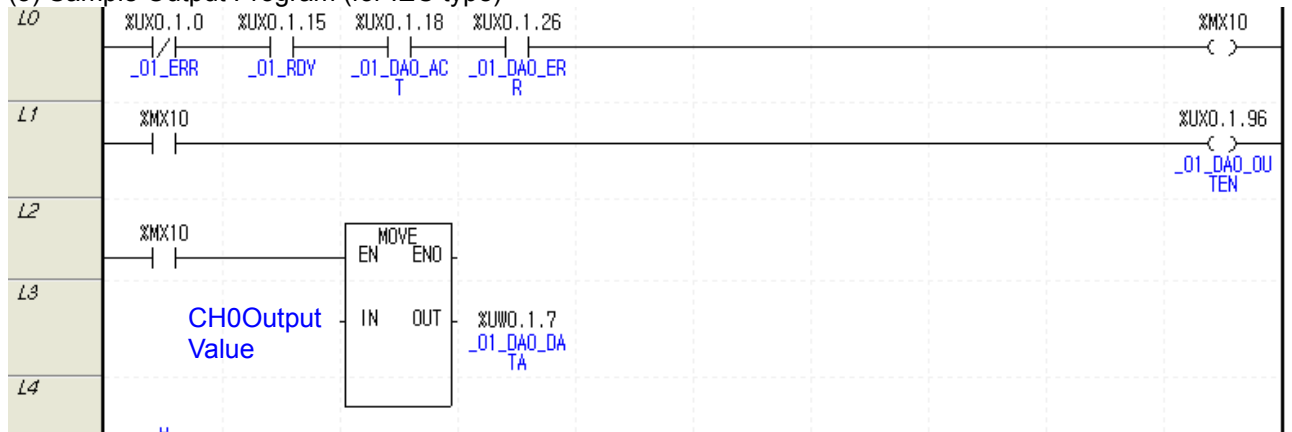 (3) Sample Output Program (for IEC type)
L0
%UX0.1.0 %UX0.1.15 %UX0.1.18 %UX0.1.26 %MX10
_01_ERR _01_RDY _01_DA0_AC _01_DA0_ER
T R
L1
%MX10 %UX0.1.96
_01_DA0_OU
TEN
L2
%MX10 MOVE
EN ENO
L3
CH0Output IN OUT %UW0.1.7
Value _01_DA0_DA
TA
L4